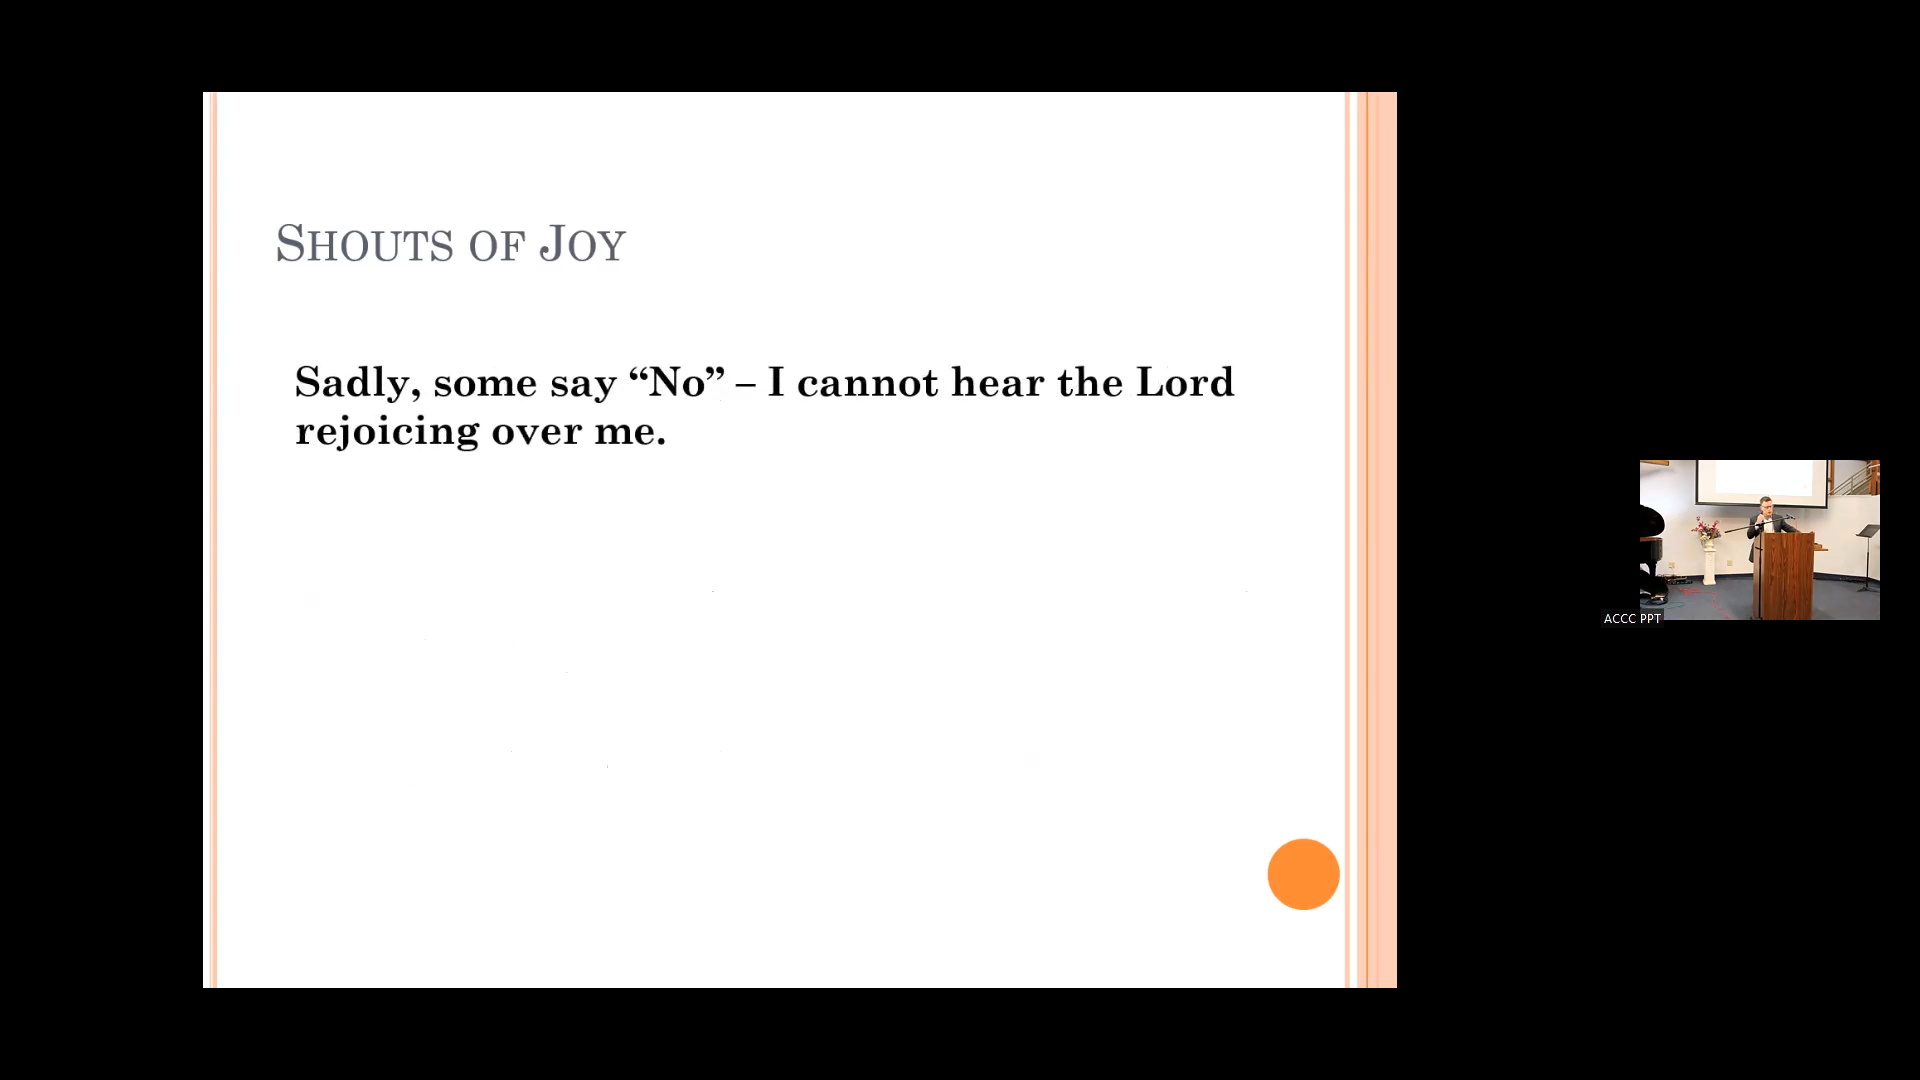 SHOUTS OF JOY
Sadly, some say “No” – I cannot hear the Lord
rejoicing over me.
ACCC PPT